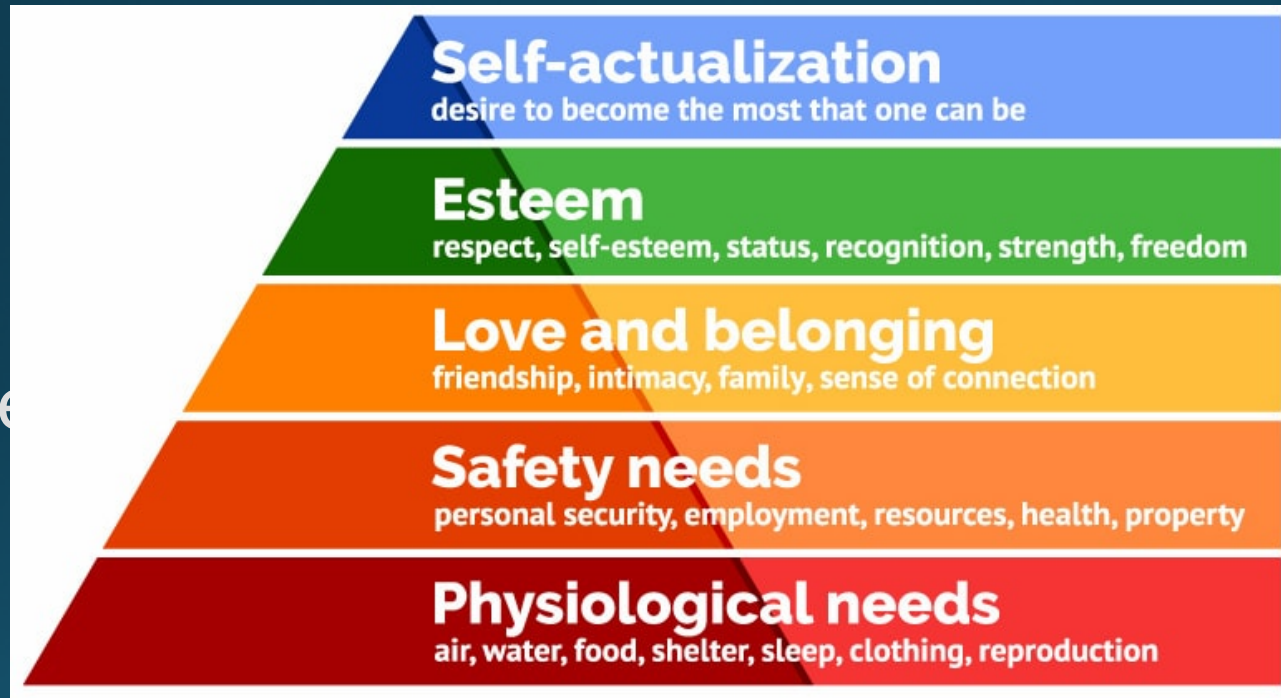 Self-actualization
desire to become the most that one can be
Esteem
respect, self-esteem, status, recognition, strength, freedom
Love and belonging
friendship, intimacy, family, sense of connection
Safety needs
personal security, employment, resources, health, property
Physiological needs
air, water, food, shelter, sleep, clothing, reproduction